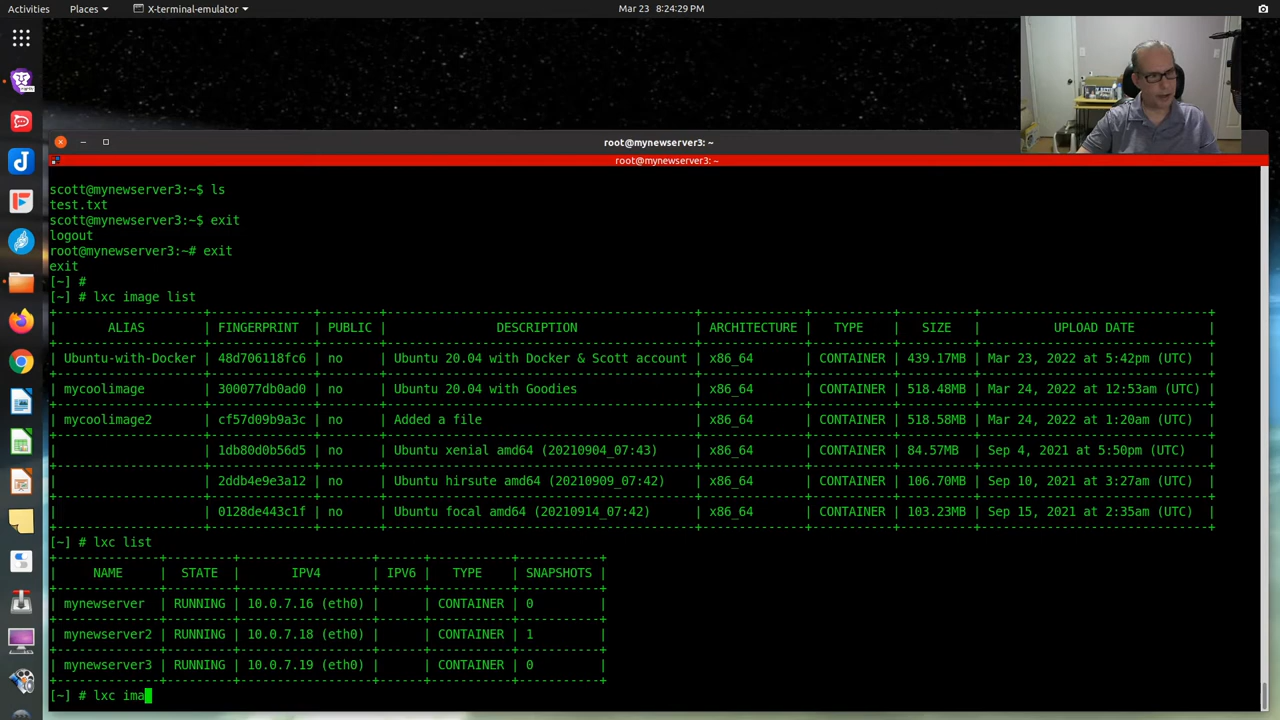 Activities Places X-terminal-emulator Mar 23 8:24:29 PM
root@mynewserver3: ~
root@mynewserver3: ~
scott@mynewserver3:~$ ls
test.txt
scott@mynewserver3:~$ exit
logout
root@mynewserver3:~# exit
exit
[~] #
[~] # lxc image list
| ALIAS | FINGERPRINT | PUBLIC | DESCRIPTION | ARCHITECTURE | TYPE | SIZE | UPLOAD DATE |
| Ubuntu-with-Docker | 48d706118fc6 | no | Ubuntu 20.04 with Docker & Scott account | x86_64 | CONTAINER | 439.17MB | Mar 23, 2022 at 5:42pm (UTC) |
| mycoolimage | 300077db0ad0 | no | Ubuntu 20.04 with Goodies | x86_64 | CONTAINER | 518.48MB | Mar 24, 2022 at 12:53am (UTC) |
| mycoolimage2 | cf57d09b9a3c | no | Added a file | x86_64 | CONTAINER | 518.58MB | Mar 24, 2022 at 1:20am (UTC) |
| | 1db80d0b56d5 | no | Ubuntu xenial amd64 (20210904_07:43) | x86_64 | CONTAINER | 84.57MB | Sep 4, 2021 at 5:50pm (UTC) |
| | 2ddb4e9e3a12 | no | Ubuntu hirsute amd64 (20210909_07:42) | x86_64 | CONTAINER | 106.70MB | Sep 10, 2021 at 3:27am (UTC) |
| | 0128de443c1f | no | Ubuntu focal amd64 (20210914_07:42) | x86_64 | CONTAINER | 103.23MB | Sep 15, 2021 at 2:35am (UTC) |
[~] # lxc list
| NAME | STATE | IPV4 | IPV6 | TYPE | SNAPSHOTS |
| mynewserver | RUNNING | 10.0.7.16 (eth0) | | CONTAINER | 0 |
| mynewserver2 | RUNNING | 10.0.7.18 (eth0) | | CONTAINER | 1 |
| mynewserver3 | RUNNING | 10.0.7.19 (eth0) | | CONTAINER | 0 |
[~] # lxc ima